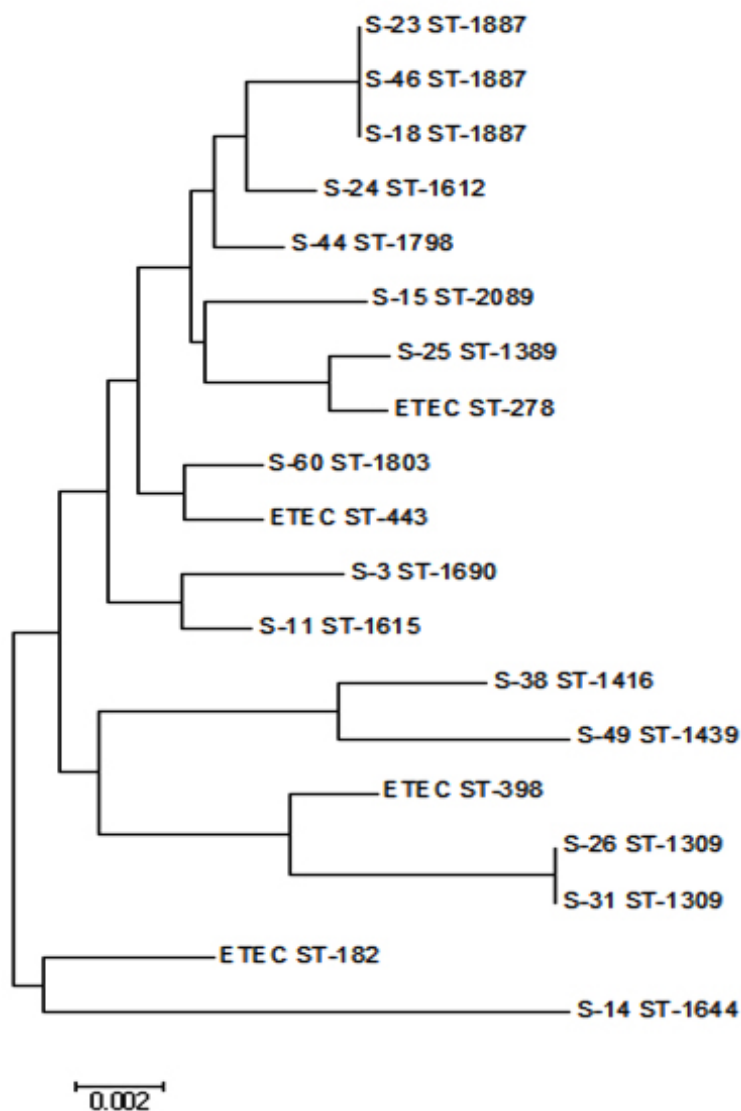 S-23 ST-1887
S-46 ST-1887
S-18 ST-1887
S-24 ST-1612
S-44 ST-1798
S-15 ST-2089
S-25 ST-1389
ETEC ST-278
S-60 ST-1803
ETEC ST-443
S-3 ST-1690
S-11 ST-1615
S-38 ST-1416
S-49 ST-1439
ETEC ST-398
S-26 ST-1309
S-31 ST-1309
ETEC ST-182
S-14 ST-1644
0.002